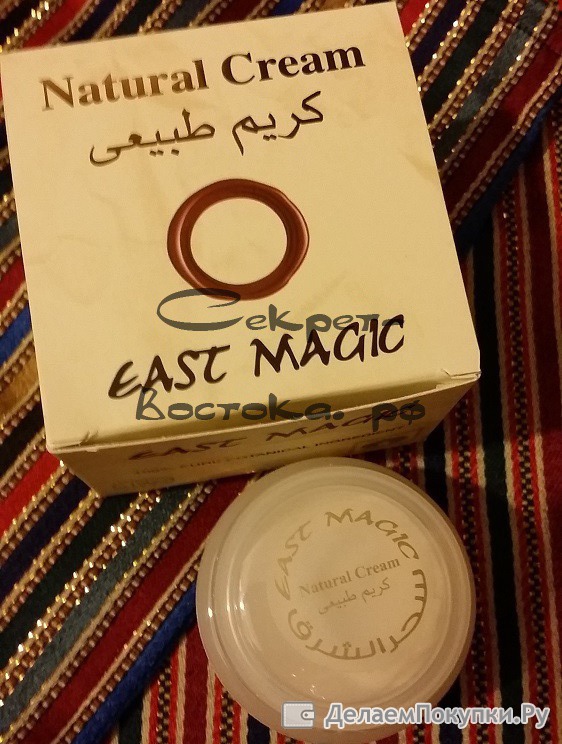 Natural Cream
كريم طبيعى
Секрет
EAST MAGIC
Востока.рф
EAST MAGIC
EAST MAGIC
Natural Cream
كريم طبيعى
سحر الشرق
ДелаемПокупки.Ру